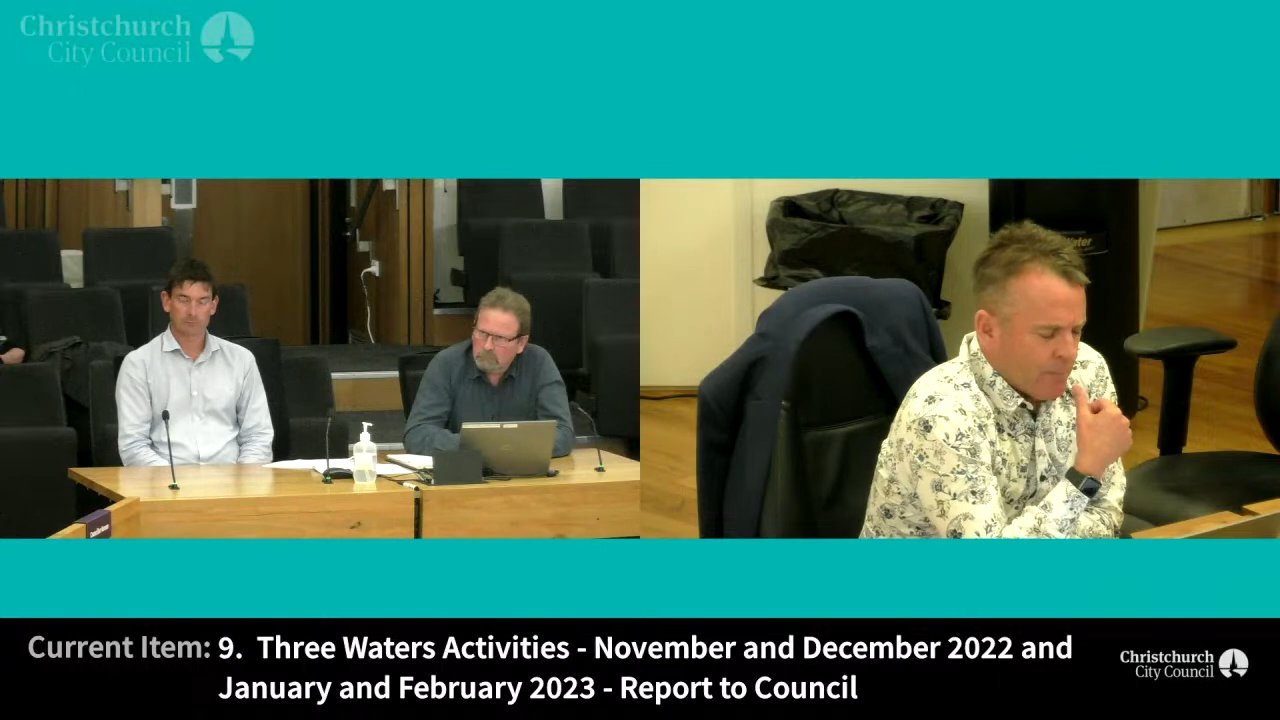 Christchurch
City Council
Water
Current Item: 9. Three Waters Activities - November and December 2022 and
January and February 2023 - Report to Council
Christchurch
City Council